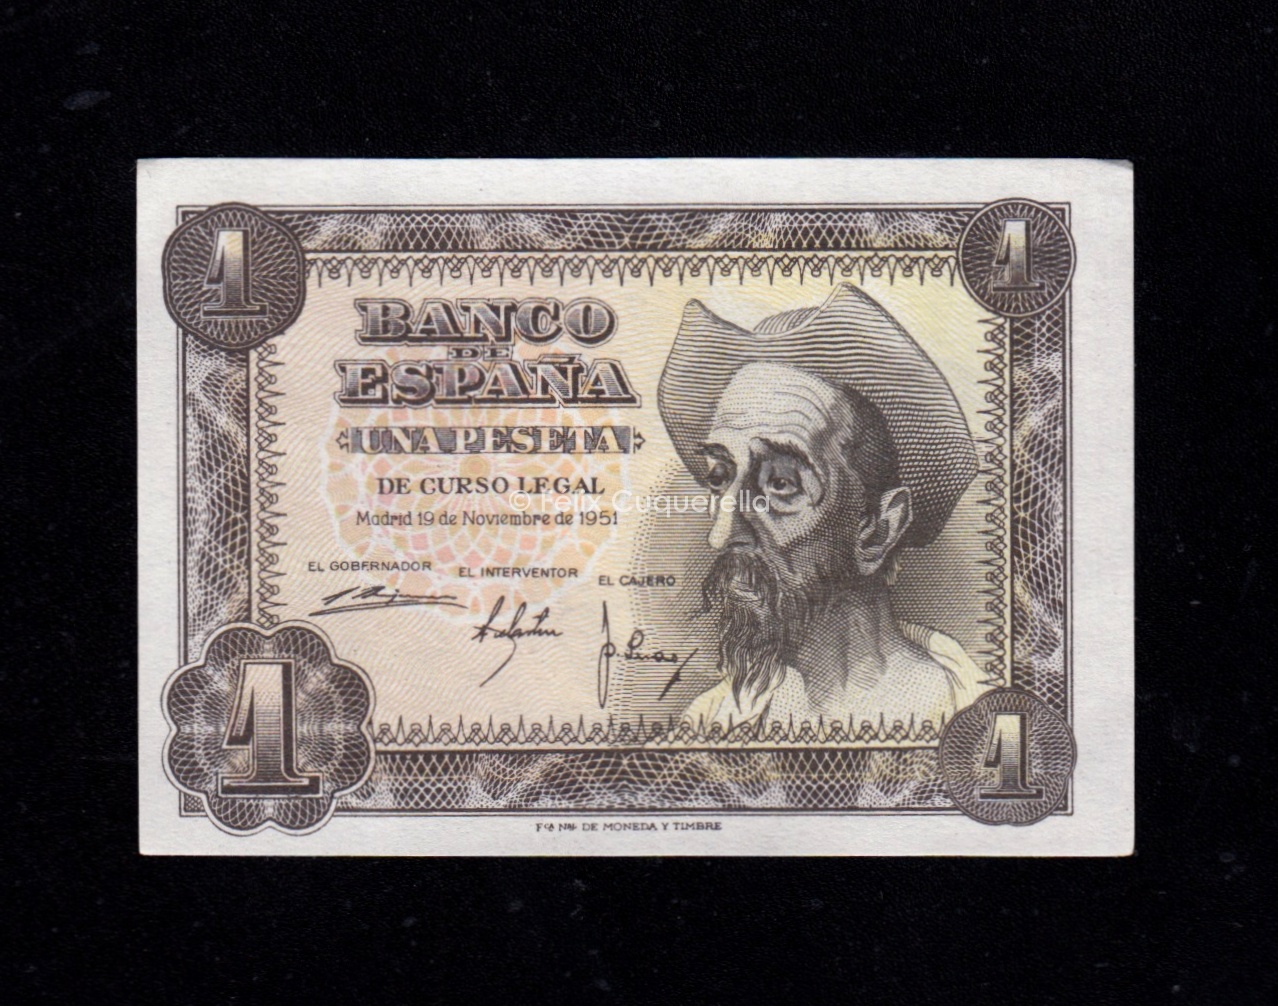 1
1
BANCO
DE
ESPAÑA
UNA PESETA
DE CURSO LEGAL
© Felix Cuquerella
Madrid 19 de Noviembre de 1951
EL GOBERNADOR EL INTERVENTOR EL CAJERO
1
1
Fca Nal DE MONEDA Y TIMBRE